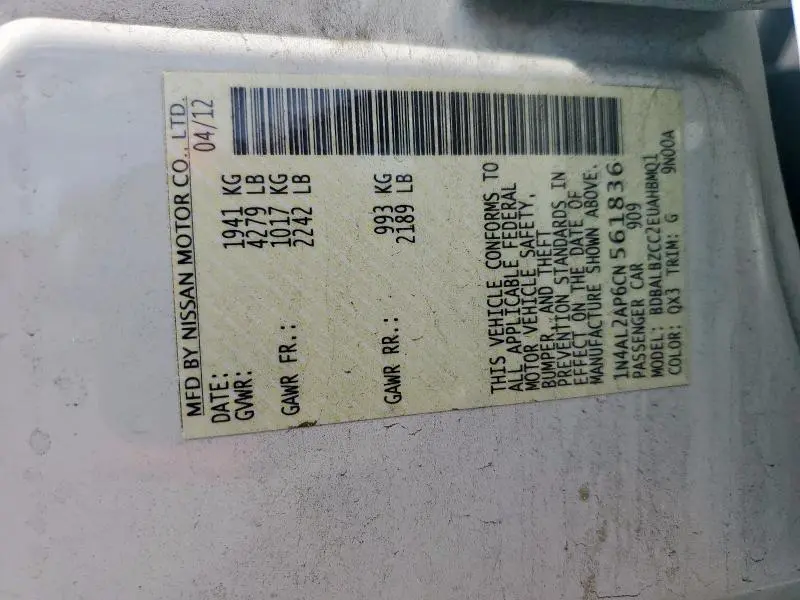 MFD BY NISSAN MOTOR CO., LTD.
DATE: 04/12
GVWR: 1941 KG
4279 LB
GAWR FR.: 1017 KG
2242 LB
GAWR RR.: 993 KG
2189 LB
THIS VEHICLE CONFORMS TO
ALL APPLICABLE FEDERAL
MOTOR VEHICLE SAFETY,
BUMPER, AND THEFT
PREVENTION STANDARDS IN
EFFECT ON THE DATE OF
MANUFACTURE SHOWN ABOVE.
1N4AL2AP6CN561836
PASSENGER CAR 909
MODEL: BDBALBZCC2EUAHBMQ1
COLOR: QX3 TRIM: G 9N00A